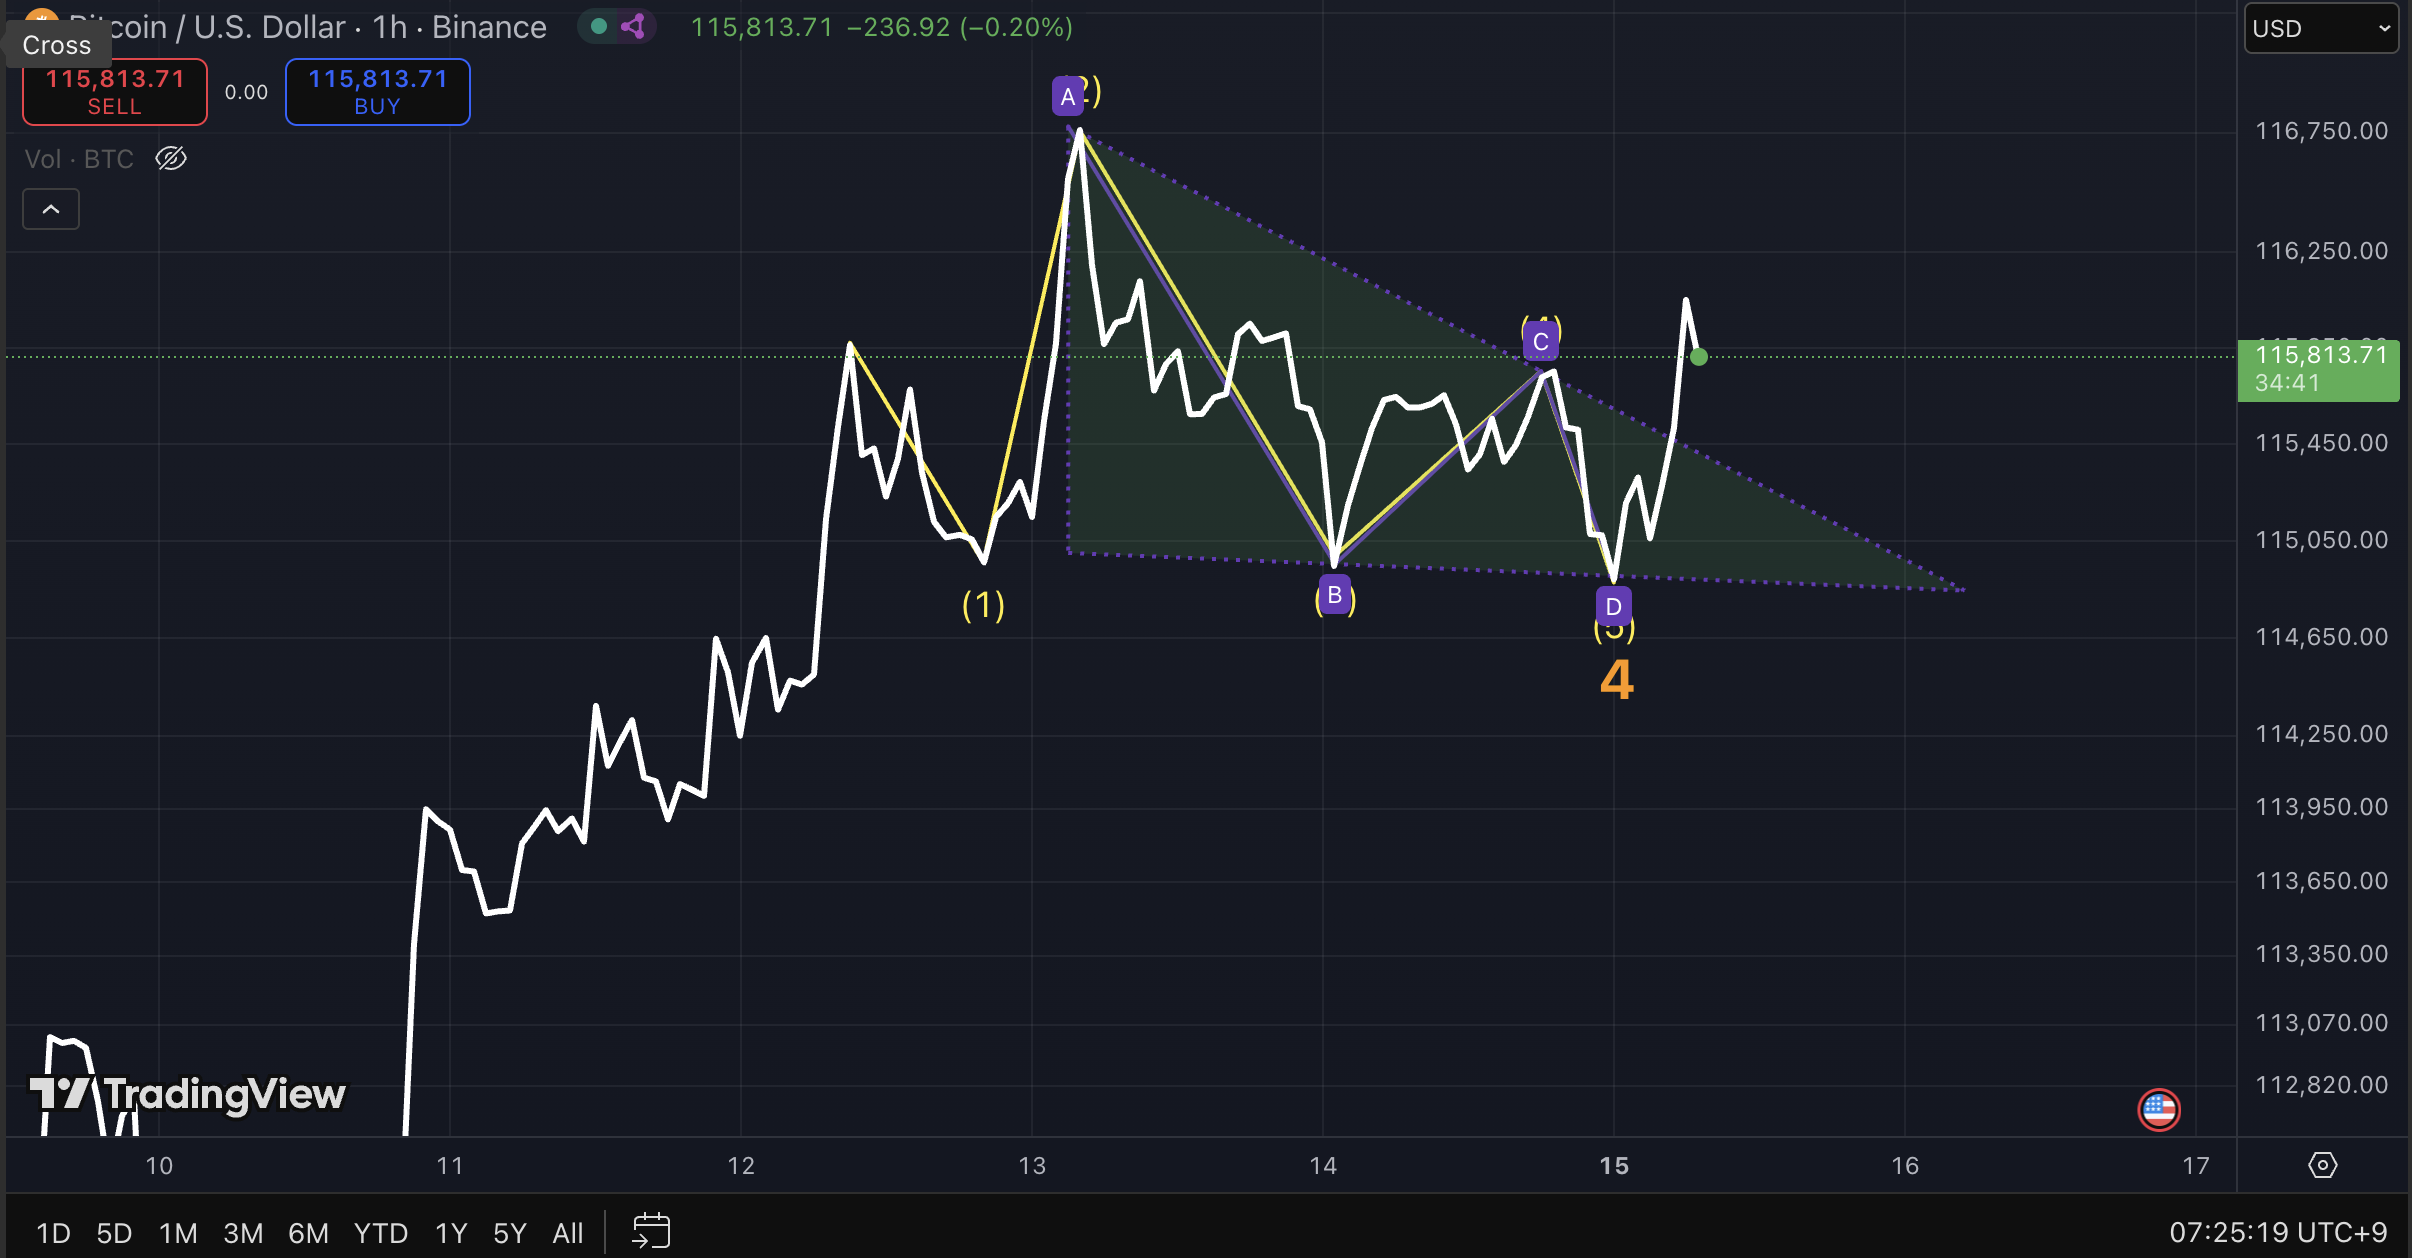 Bitcoin / U.S. Dollar · 1h · Binance
115,813.71 −236.92 (−0.20%)
USD
Cross
115,813.71
SELL
0.00
115,813.71
BUY
Vol · BTC
A
2)
116,750.00
116,250.00
C
115,813.71
34:41
115,450.00
115,050.00
(1)
B
D
(5)
4
114,650.00
114,250.00
113,950.00
113,650.00
113,350.00
113,070.00
112,820.00
TradingView
10
11
12
13
14
15
16
17
1D
5D
1M
3M
6M
YTD
1Y
5Y
All
07:25:19 UTC+9